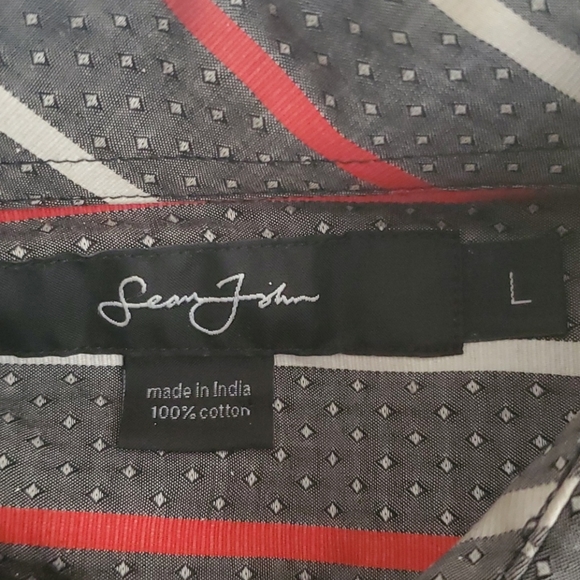 Sean John
L
made in India
100% cotton